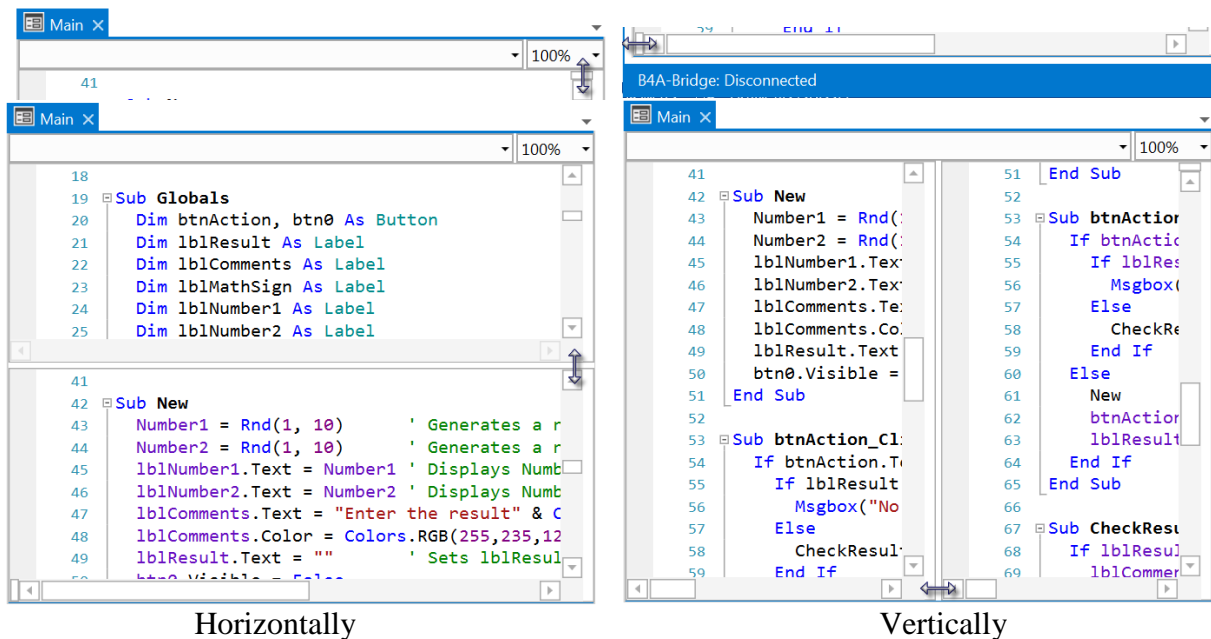 Main
100%
41
Main
100%
18
19 Sub Globals
20 Dim btnAction, btn0 As Button
21 Dim lblResult As Label
22 Dim lblComments As Label
23 Dim lblMathSign As Label
24 Dim lblNumber1 As Label
25 Dim lblNumber2 As Label
41
42 Sub New
43 Number1 = Rnd(1, 10) ' Generates a r
44 Number2 = Rnd(1, 10) ' Generates a r
45 lblNumber1.Text = Number1 ' Displays Numb
46 lblNumber2.Text = Number2 ' Displays Numb
47 lblComments.Text = "Enter the result" & C
48 lblComments.Color = Colors.RGB(255,235,12
49 lblResult.Text = "" ' Sets lblResul
Horizontally
59 End If
B4A-Bridge: Disconnected
Main
100%
41
42 Sub New
43 Number1 = Rnd(
44 Number2 = Rnd(
45 lblNumber1.Tex
46 lblNumber2.Tex
47 lblComments.Te
48 lblComments.Co
49 lblResult.Text
50 btn0.Visible =
51 End Sub
52
53 Sub btnAction_Cl
54 If btnAction.T
55 If lblResult
56 Msgbox("No
57 Else
58 CheckResul
59 End If
51 End Sub
52
53 Sub btnAction
54 If btnActio
55 If lblRes
56 Msgbox(
57 Else
58 CheckRe
59 End If
60 Else
61 New
62 btnAction
63 lblResult
64 End If
65 End Sub
66
67 Sub CheckResu
68 If lblResul
69 lblCommen
Vertically